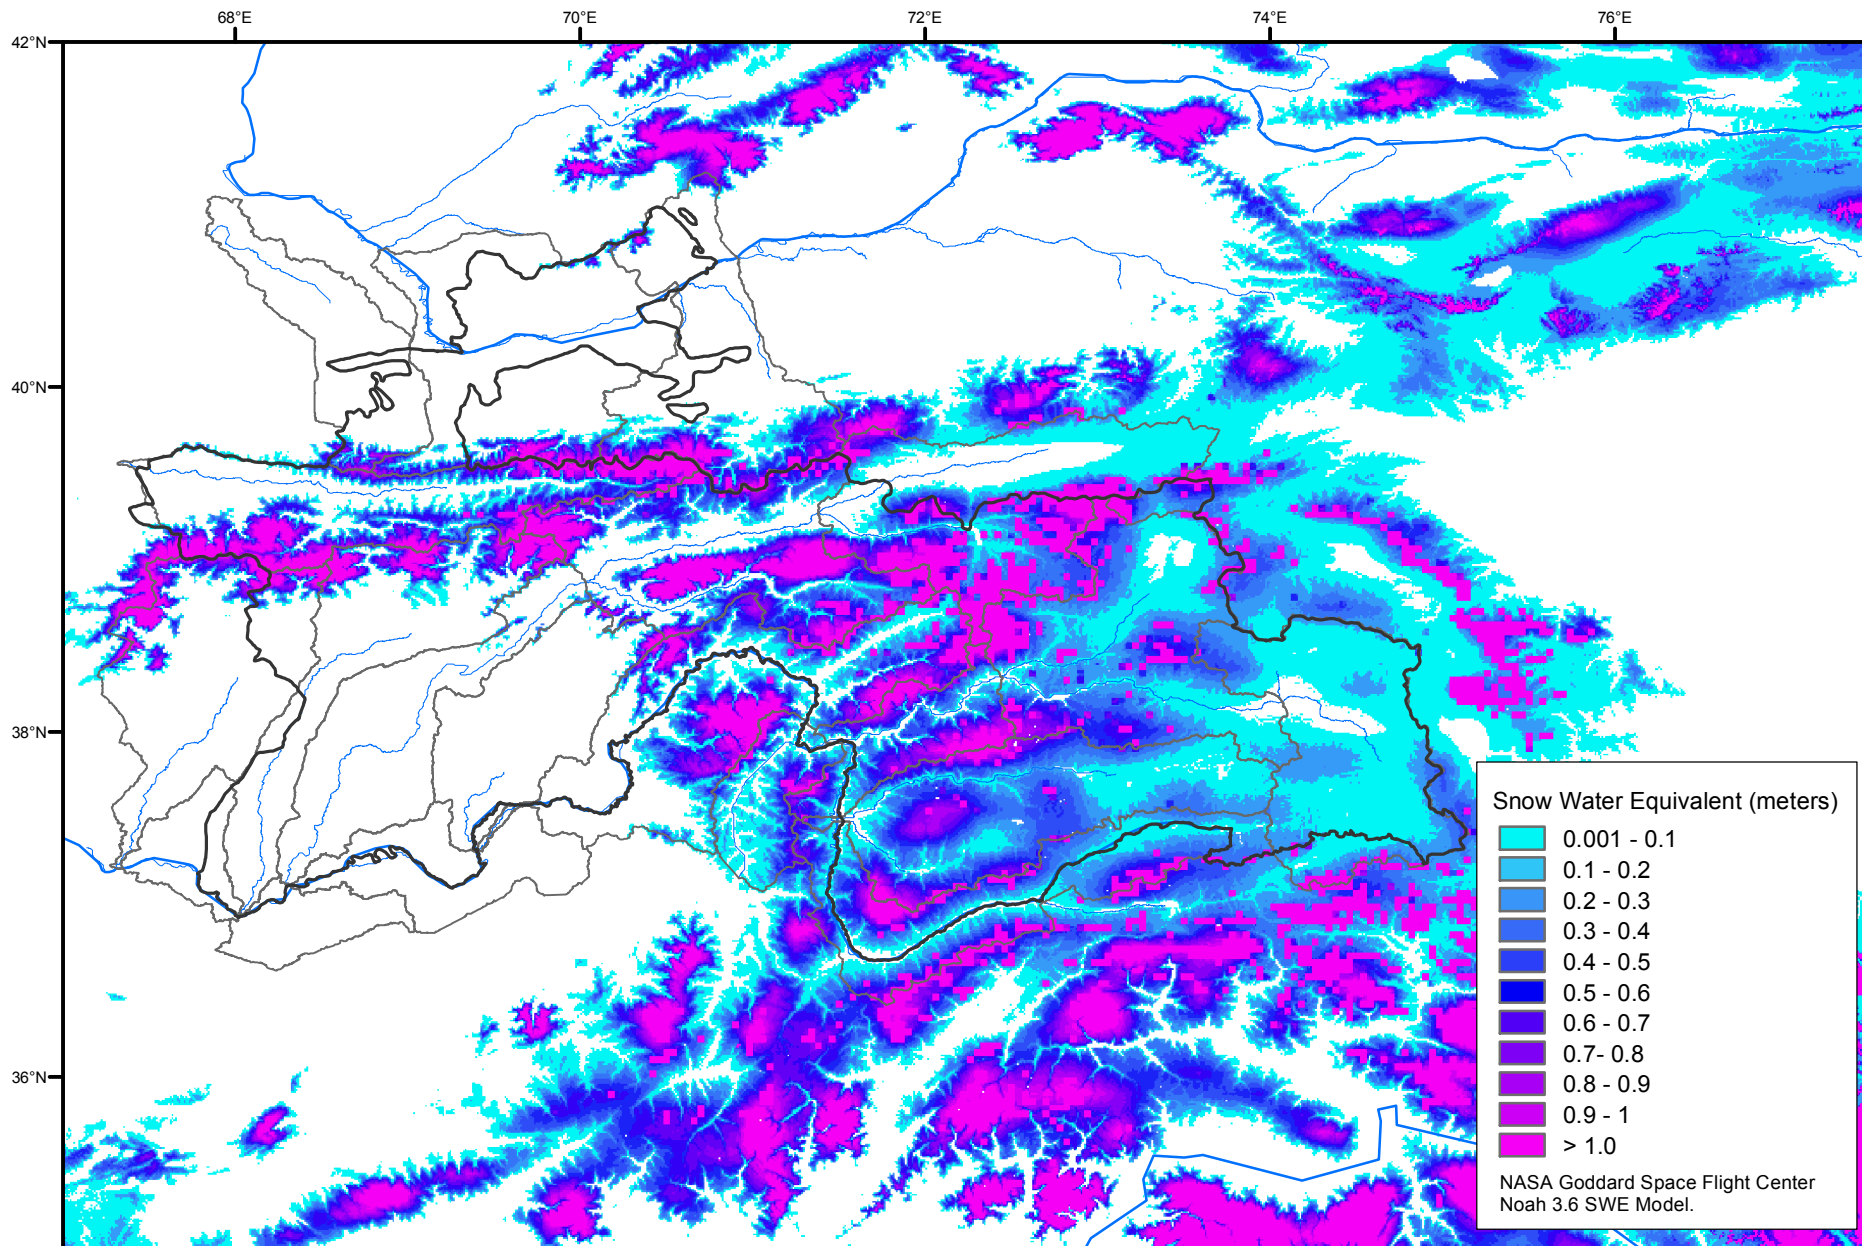 68°E
70°E
72°E
74°E
76°E
42°N
40°N
38°N
36°N
Snow Water Equivalent (meters)
0.001 - 0.1
0.1 - 0.2
0.2 - 0.3
0.3 - 0.4
0.4 - 0.5
0.5 - 0.6
0.6 - 0.7
0.7- 0.8
0.8 - 0.9
0.9 - 1
> 1.0
NASA Goddard Space Flight Center
Noah 3.6 SWE Model.